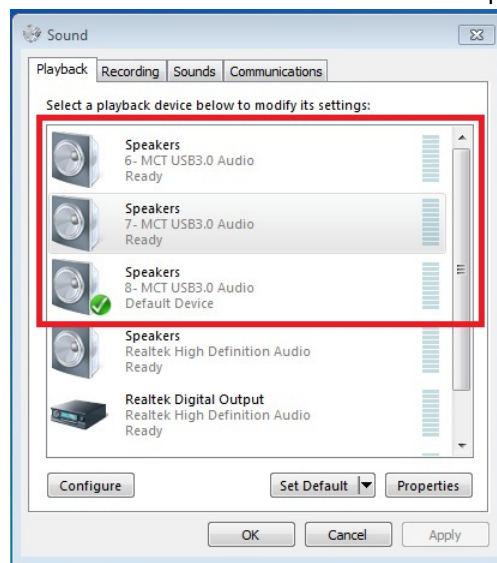 Sound
Playback Recording Sounds Communications
Select a playback device below to modify its settings:
Speakers
6- MCT USB3.0 Audio
Ready
Speakers
7- MCT USB3.0 Audio
Ready
Speakers
8- MCT USB3.0 Audio
Default Device
Speakers
Realtek High Definition Audio
Ready
Realtek Digital Output
Realtek High Definition Audio
Ready
Configure Set Default Properties
OK Cancel Apply